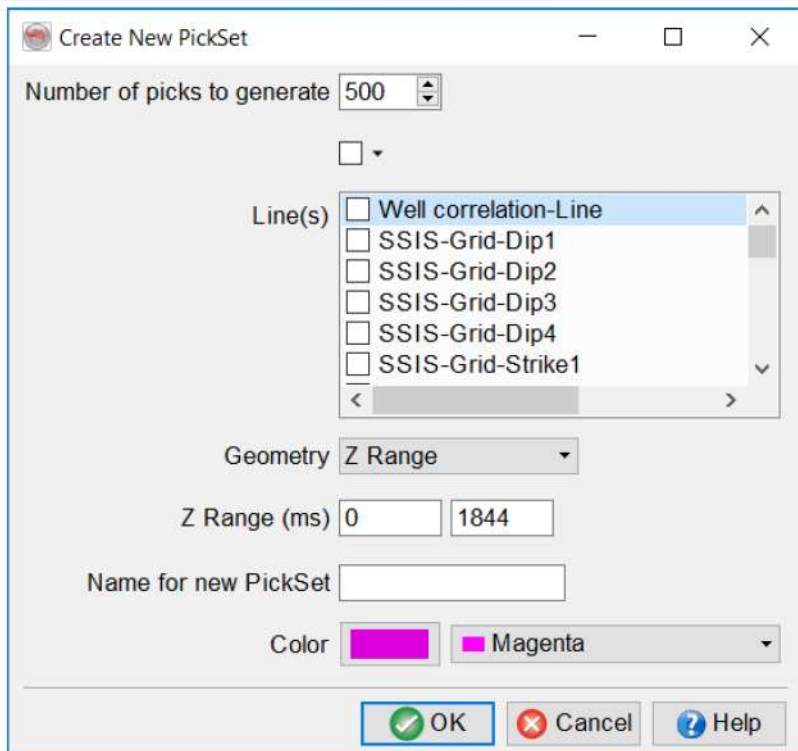 Create New PickSet
Number of picks to generate 500
Line(s) Well correlation-Line
SSIS-Grid-Dip1
SSIS-Grid-Dip2
SSIS-Grid-Dip3
SSIS-Grid-Dip4
SSIS-Grid-Strike1
Geometry Z Range
Z Range (ms) 0 1844
Name for new PickSet
Color Magenta
OK Cancel Help